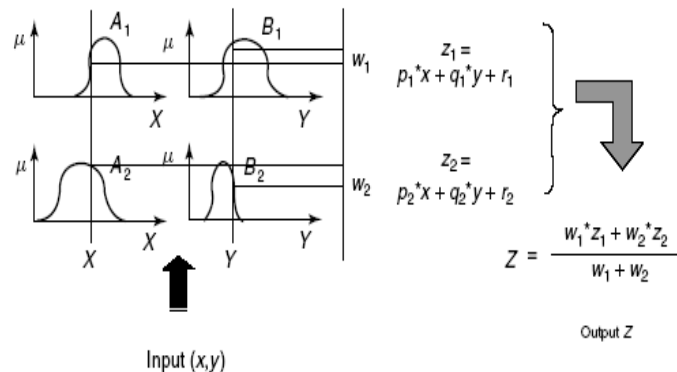 μ A₁ μ B₁ w₁
X Y
z₁ =
p₁*x + q₁*y + r₁
μ A₂ μ B₂ w₂
X Y
X Y
z₂ =
p₂*x + q₂*y + r₂
Z = w₁*z₁ + w₂*z₂
w₁ + w₂
Output Z
Input (x,y)